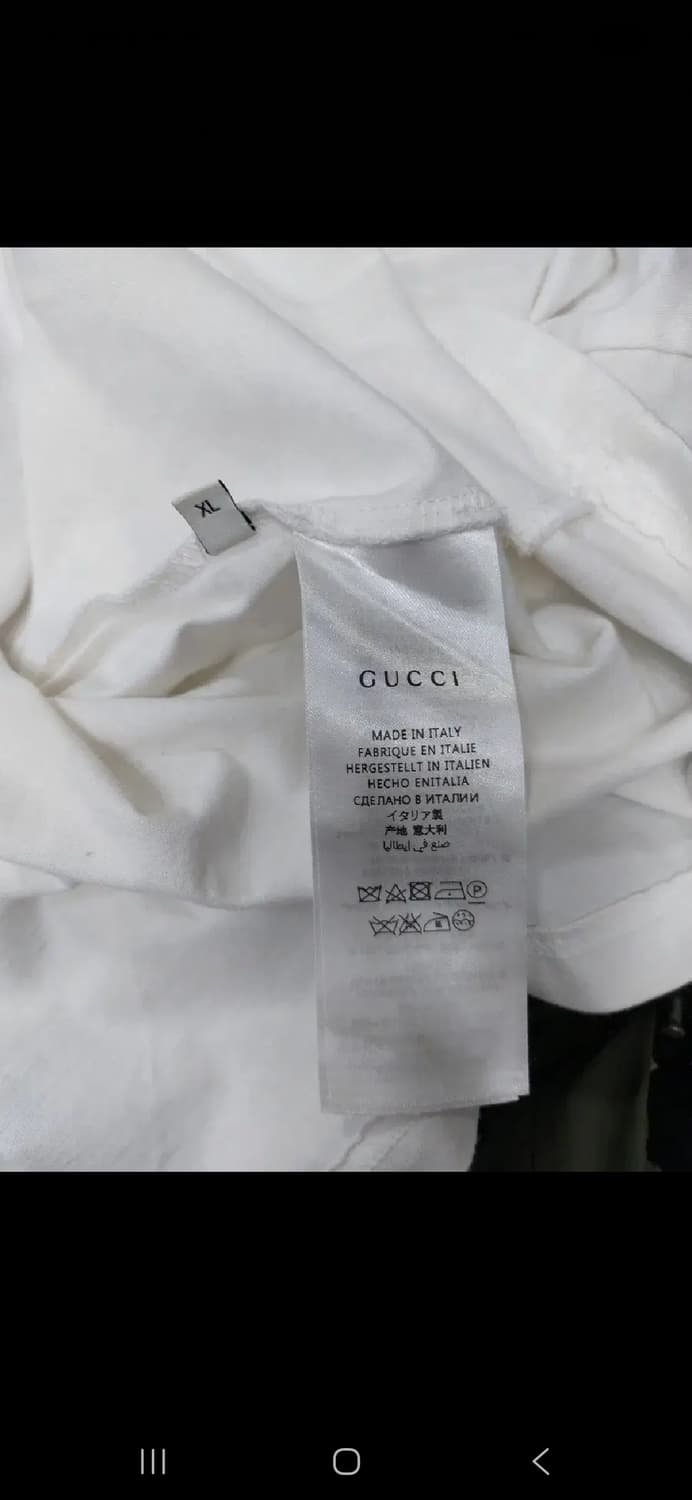 XL
GUCCI
MADE IN ITALY
FABRIQUE EN ITALIE
HERGESTELLT IN ITALIEN
HECHO ENITALIA
СДЕЛАНО В ИТАЛИИ
イタリア製
产地 意大利
صنع في إيطاليا
P